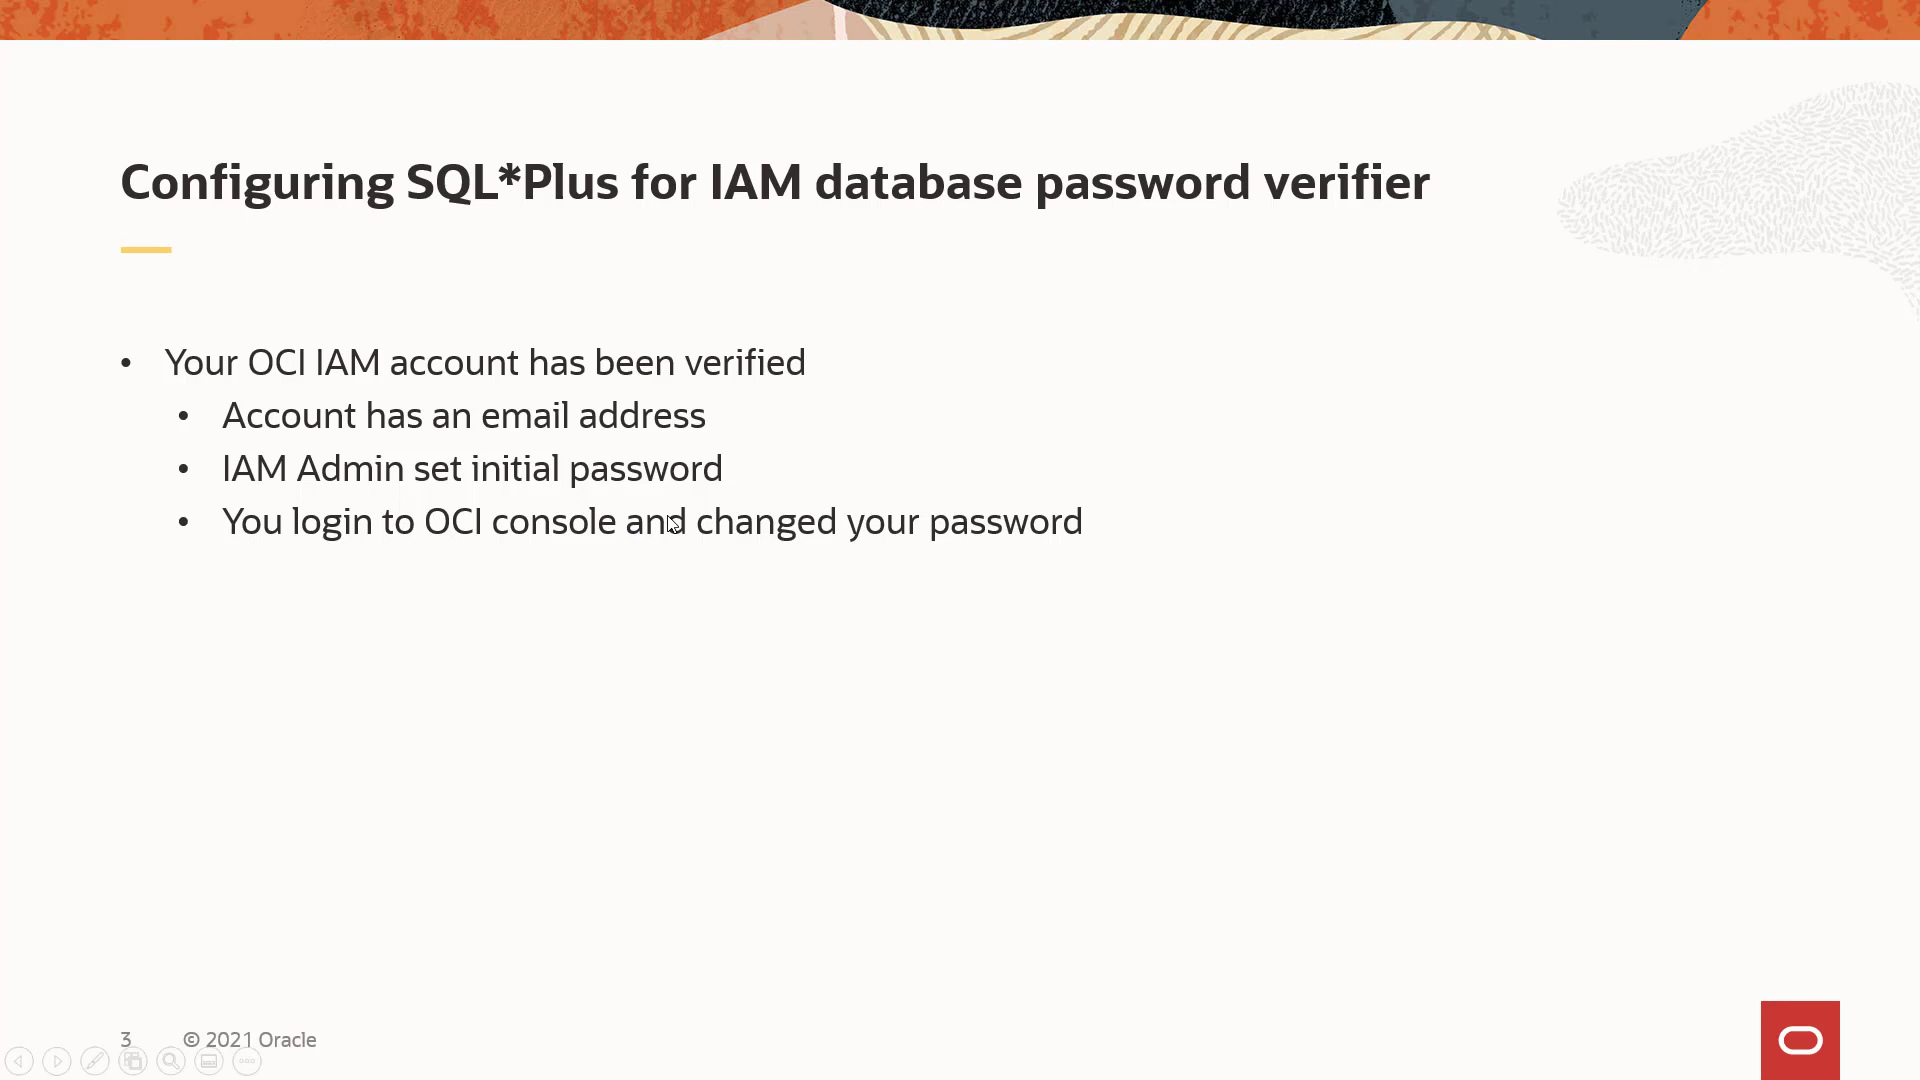 Configuring SQL*Plus for IAM database password verifier
• Your OCI IAM account has been verified
• Account has an email address
• IAM Admin set initial password
• You login to OCI console and changed your password
3 © 2021 Oracle